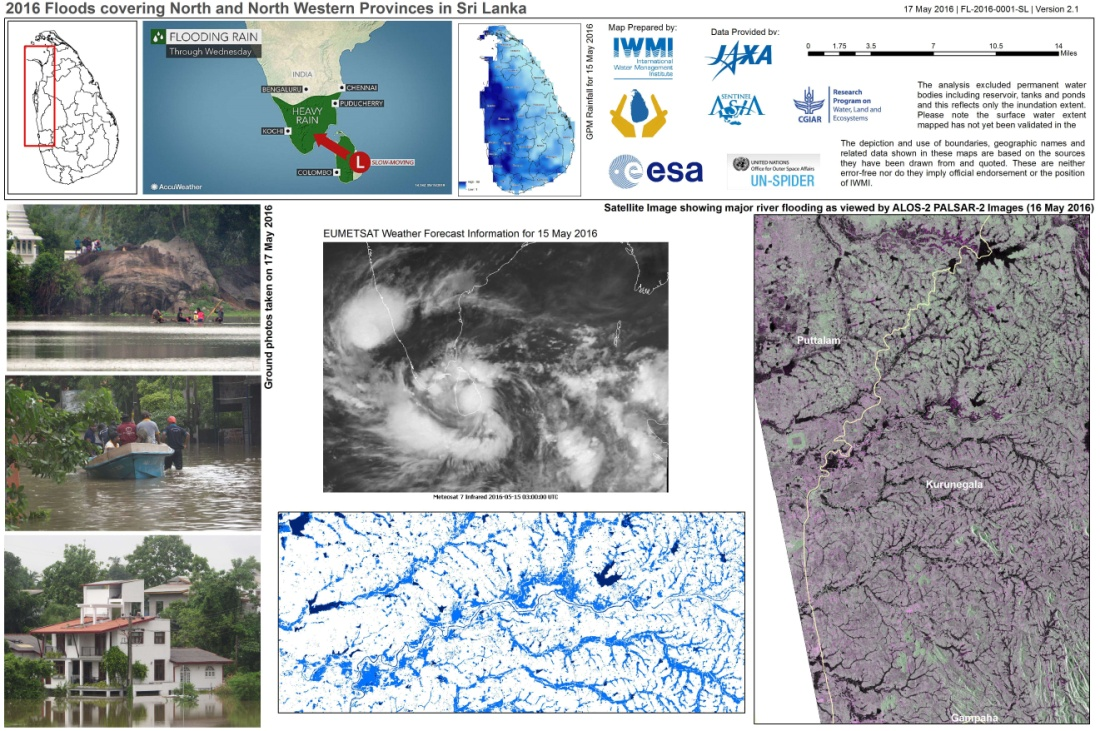 2016 Floods covering North and North Western Provinces in Sri Lanka
17 May 2016 | FL-2016-0001-SL | Version 2.1
FLOODING RAIN
Through Wednesday
INDIA
BENGALURU
CHENNAI
PUDUCHERRY
HEAVY
RAIN
KOCHI
L
SLOW-MOVING
COLOMBO
AccuWeather
GPM Rainfall for 15 May 2016
Map Prepared by:
IWMI
International
Water Management
Institute
Data Provided by:
JAXA
SENTINEL
ASIA
esa
UNITED NATIONS
Office for Outer Space Affairs
UN-SPIDER
CGIAR
RESEARCH
Program on
Water, Land and
Ecosystems
0 1.75 3.5 7 10.5 14
Miles
The analysis excluded permanent water
bodies including reservoir, tanks and ponds
and this reflects only the inundation extent.
Please note the surface water extent
mapped has not yet been validated in the
The depiction and use of boundaries, geographic names and
related data shown in these maps are based on the sources
they have been drawn from and quoted. These are neither
error-free nor do they imply official endorsement or the position
of IWMI.
Ground photos taken on 17 May 2016
EUMETSAT Weather Forecast Information for 15 May 2016
Meteosat 7 Infrared 2016-05-15 03:00:00 UTC
Satellite Image showing major river flooding as viewed by ALOS-2 PALSAR-2 Images (16 May 2016)
Puttalam
Kurunegala
Gampaha